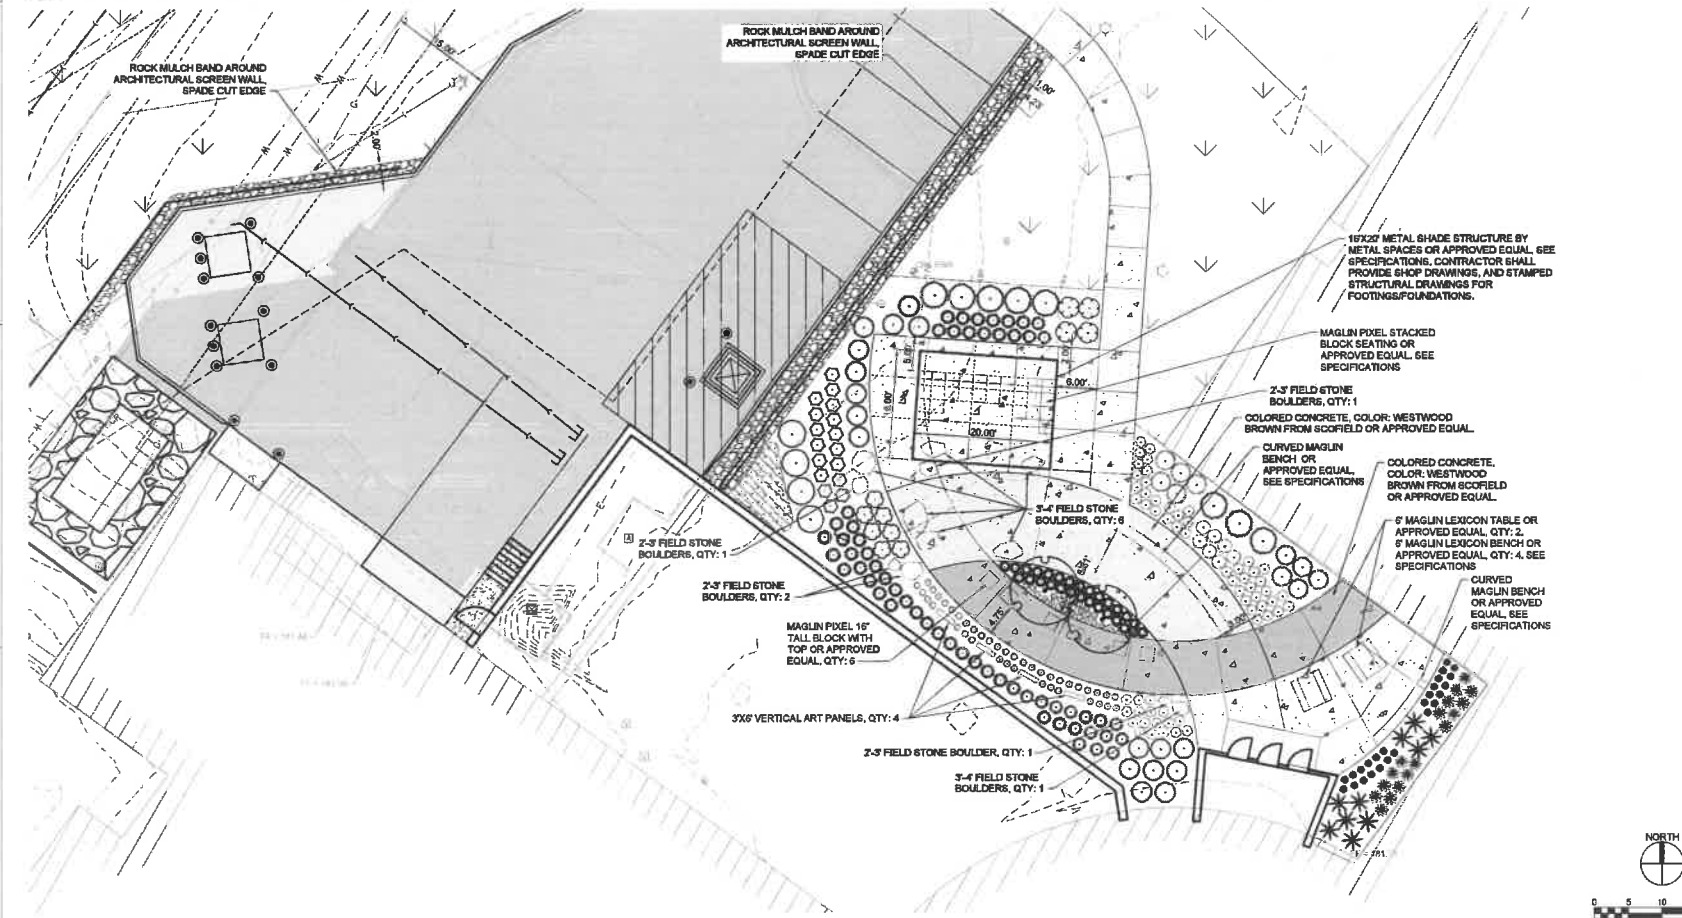 ROCK MULCH BAND AROUND
ARCHITECTURAL SCREEN WALL,
SPADE CUT EDGE
ROCK MULCH BAND AROUND
ARCHITECTURAL SCREEN WALL,
SPADE CUT EDGE
5.00'
2.00'
1.00'
16'X20' METAL SHADE STRUCTURE BY
METAL SPACES OR APPROVED EQUAL. SEE
SPECIFICATIONS. CONTRACTOR SHALL
PROVIDE SHOP DRAWINGS, AND STAMPED
STRUCTURAL DRAWINGS FOR
FOOTINGS/FOUNDATIONS.
MAGLIN PIXEL STACKED
BLOCK SEATING OR
APPROVED EQUAL. SEE
SPECIFICATIONS
5.00'
6.00'
16.00'
20.00'
2'-3' FIELD STONE
BOULDERS, QTY: 1
COLORED CONCRETE, COLOR: WESTWOOD
BROWN FROM SCOFIELD OR APPROVED EQUAL.
CURVED MAGLIN
BENCH OR
APPROVED EQUAL,
SEE SPECIFICATIONS
COLORED CONCRETE,
COLOR: WESTWOOD
BROWN FROM SCOFIELD
OR APPROVED EQUAL.
3'-4' FIELD STONE
BOULDERS, QTY: 6
6' MAGLIN LEXICON TABLE OR
APPROVED EQUAL, QTY: 2.
6' MAGLIN LEXICON BENCH OR
APPROVED EQUAL, QTY: 4. SEE
SPECIFICATIONS
2'-3' FIELD STONE
BOULDERS, QTY: 1
2'-3' FIELD STONE
BOULDERS, QTY: 2
CURVED
MAGLIN BENCH
OR APPROVED
EQUAL, SEE
SPECIFICATIONS
4.75'
MAGLIN PIXEL 16"
TALL BLOCK WITH
TOP OR APPROVED
EQUAL, QTY: 6
3'X6' VERTICAL ART PANELS, QTY: 4
2'-3' FIELD STONE BOULDER, QTY: 1
3'-4' FIELD STONE
BOULDERS, QTY: 1
NORTH
0 5 10